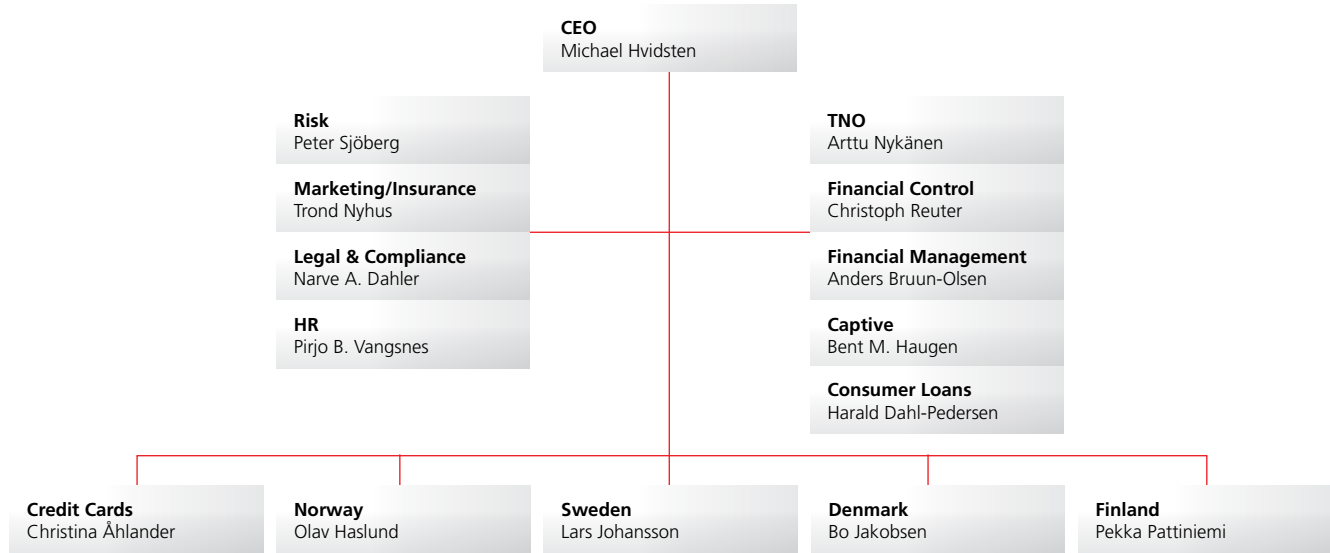 CEO
Michael Hvidsten
Risk
Peter Sjöberg
Marketing/Insurance
Trond Nyhus
Legal & Compliance
Narve A. Dahler
HR
Pirjo B. Vangsnes
TNO
Arttu Nykänen
Financial Control
Christoph Reuter
Financial Management
Anders Bruun-Olsen
Captive
Bent M. Haugen
Consumer Loans
Harald Dahl-Pedersen
Credit Cards
Christina Åhlander
Norway
Olav Haslund
Sweden
Lars Johansson
Denmark
Bo Jakobsen
Finland
Pekka Pattiniemi